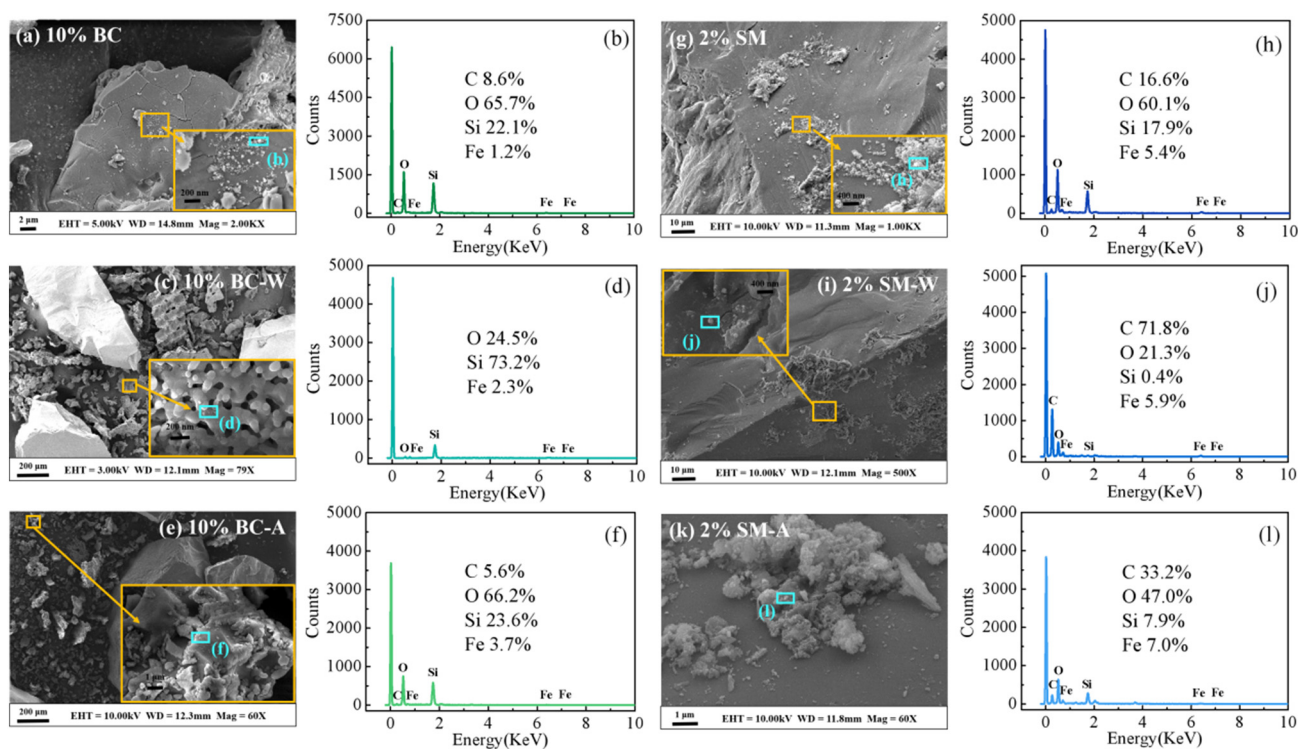 (a) 10% BC
(h)
200 nm
2 μm
EHT = 5.00kV WD = 14.8mm Mag = 2.00KX
7500
6000
4500
3000
1500
0
Counts
(b)
C 8.6%
O 65.7%
Si 22.1%
Fe 1.2%
O
Si
C
Fe
Fe Fe
0 2 4 6 8 10
Energy(KeV)
(g) 2% SM
(h)
400 nm
10 μm
EHT = 10.00kV WD = 11.3mm Mag = 1.00KX
5000
4000
3000
2000
1000
0
Counts
(h)
C 16.6%
O 60.1%
Si 17.9%
Fe 5.4%
O
Si
C
Fe
Fe Fe
0 2 4 6 8 10
Energy(KeV)
(c) 10% BC-W
(d)
200 nm
200 μm
EHT = 3.00kV WD = 12.1mm Mag = 79X
5000
4000
3000
2000
1000
0
Counts
(d)
O 24.5%
Si 73.2%
Fe 2.3%
Si
O Fe
Fe Fe
0 2 4 6 8 10
Energy(KeV)
400 nm
(i) 2% SM-W
(j)
10 μm
EHT = 10.00kV WD = 12.1mm Mag = 500X
5000
4000
3000
2000
1000
0
Counts
(j)
C 71.8%
O 21.3%
Si 0.4%
Fe 5.9%
C
O
Fe
Si
Fe Fe
0 2 4 6 8 10
Energy(KeV)
(e) 10% BC-A
(f)
1 μm
200 μm
EHT = 10.00kV WD = 12.3mm Mag = 60X
5000
4000
3000
2000
1000
0
Counts
(f)
C 5.6%
O 66.2%
Si 23.6%
Fe 3.7%
O
Si
C
Fe
Fe Fe
0 2 4 6 8 10
Energy(KeV)
(k) 2% SM-A
(l)
1 μm
EHT = 10.00kV WD = 11.8mm Mag = 60X
5000
4000
3000
2000
1000
0
Counts
(l)
C 33.2%
O 47.0%
Si 7.9%
Fe 7.0%
O
C
Si
Fe
Fe Fe
0 2 4 6 8 10
Energy(KeV)